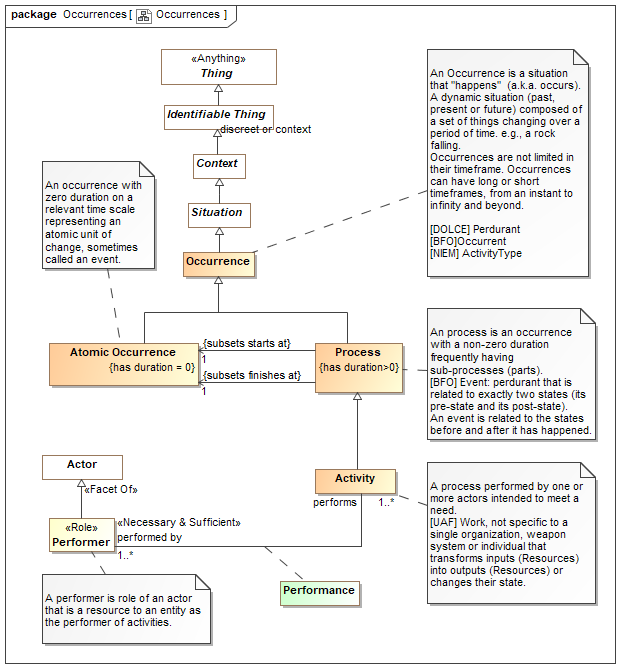 package Occurrences [ Occurrences ]
«Anything»
Thing
Identifiable Thing
discreet or context
Context
Situation
Occurrence
An Occurrence is a situation
that "happens" (a.k.a. occurs).
A dynamic situation (past,
present or future) composed of
a set of things changing over a
period of time. e.g., a rock
falling.
Occurrences are not limited in
their timeframe. Occurrences
can have long or short
timeframes, from an instant to
infinity and beyond.
[DOLCE] Perdurant
[BFO]Occurrent
[NIEM] ActivityType
An occurrence with
zero duration on a
relevant time scale
representing an
atomic unit of
change, sometimes
called an event.
Atomic Occurrence
{has duration = 0}
{subsets starts at}
1
{subsets finishes at}
1
Process
{has duration>0}
An process is an occurrence
with a non-zero duration
frequently having
sub-processes (parts).
[BFO] Event: perdurant that is
related to exactly two states (its
pre-state and its post-state).
An event is related to the states
before and after it has happened.
Actor
«Facet Of»
«Role»
Performer
«Necessary & Sufficient»
performed by
1..*
Activity
performs
1..*
A process performed by one or
more actors intended to meet a
need.
[UAF] Work, not specific to a
single organization, weapon
system or individual that
transforms inputs (Resources)
into outputs (Resources) or
changes their state.
Performance
A performer is role of an actor
that is a resource to an entity as
the performer of activities.